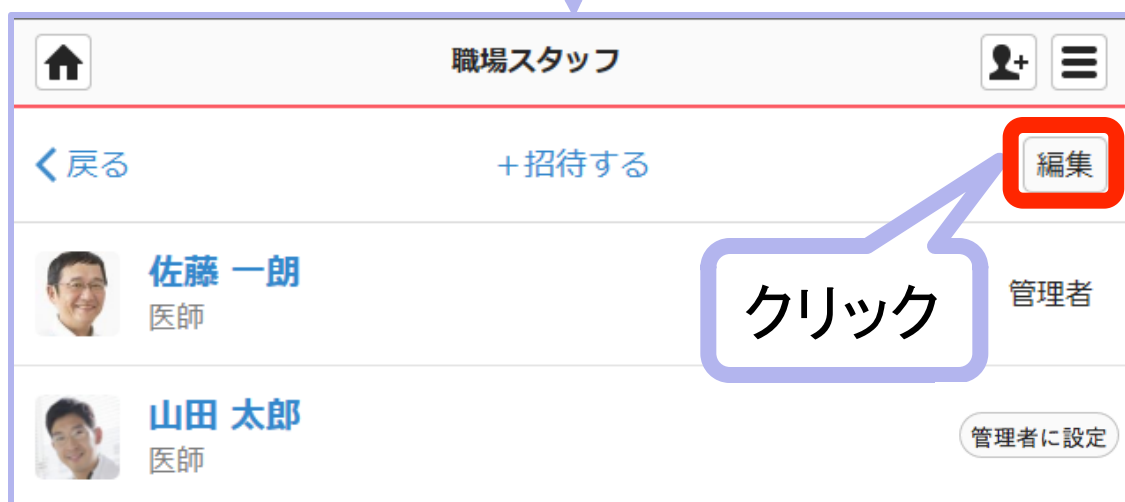 職場スタッフ
戻る
+招待する
編集
佐藤 一朗
医師
管理者
クリック
山田 太郎
医師
管理者に設定